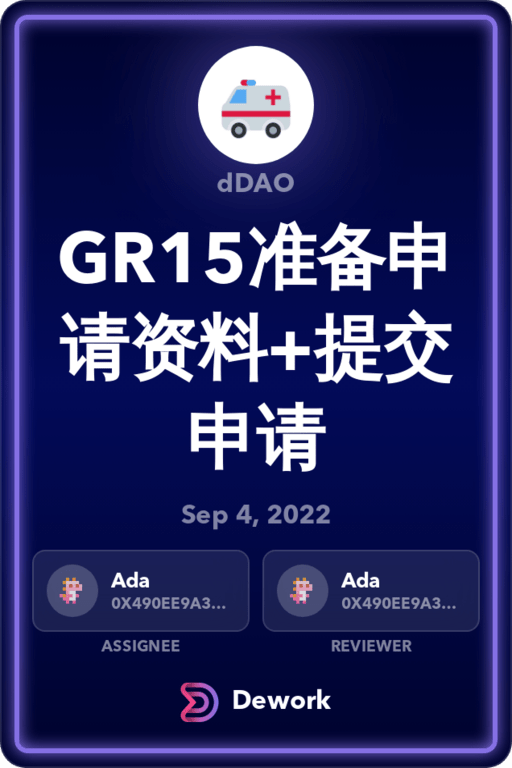 dDAO
GR15准备申
请资料+提交
申请
Sep 4, 2022
Ada
0X490EE9A3...
Ada
0X490EE9A3...
ASSIGNEE
REVIEWER
Dework